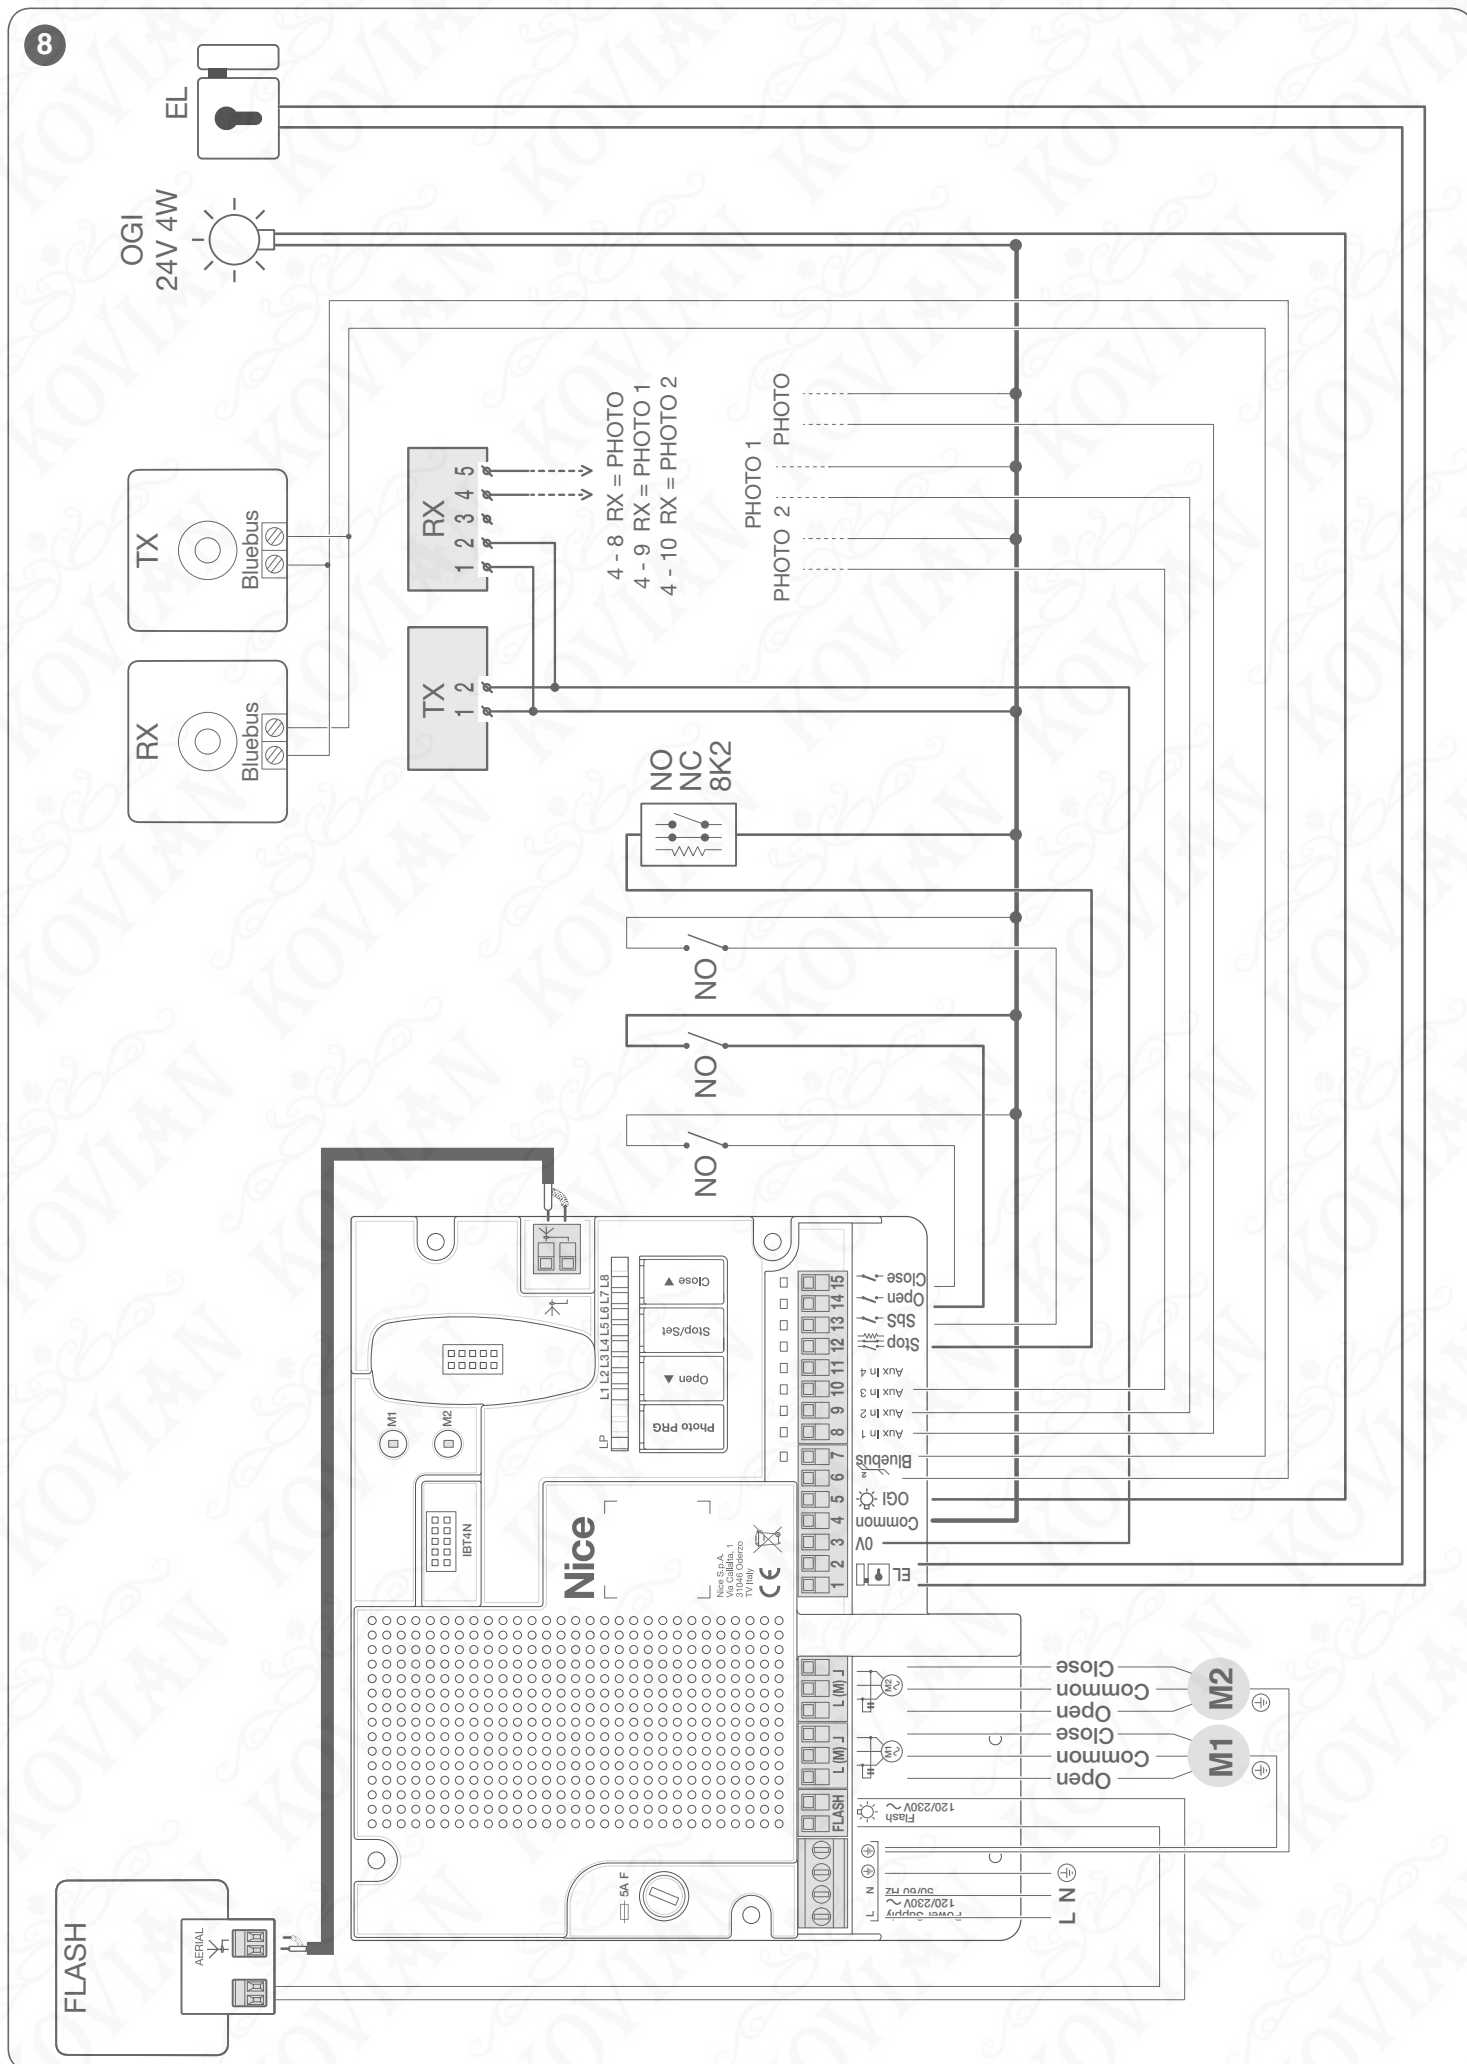 8
EL
OGI
24V 4W
TX
Bluebus
RX
Bluebus
RX
1 2 3 4 5
TX
1 2
4 - 8 RX = PHOTO
4 - 9 RX = PHOTO 1
4 - 10 RX = PHOTO 2
PHOTO
PHOTO 1
PHOTO 2
NO
NC
8K2
NO
NO
NO
L1 L2 L3 L4 L5 L6 L7 L8
LP
Close ▼
Stop/Set
Open ▲
Photo PRG
M1
M2
IBT4N
Nice
Nice S.p.A.
Via Callalta, 1
31046 Oderzo
TV Italy
CE
1 2 3 4 5 6 7 8 9 10 11 12 13 14 15
Close
Open
SbS
Stop
Aux In 4
Aux In 3
Aux In 2
Aux In 1
Bluebus
OGI
Common
0V
EL
L (M)
M2
Close
Common
Open
M2
L (M)
M1
Close
Common
Open
M1
FLASH
Flash
120/230V ~
L N
Power Supply
120/230V ~
50/60 Hz
L N
5A F
FLASH
AERIAL
KOVIAN